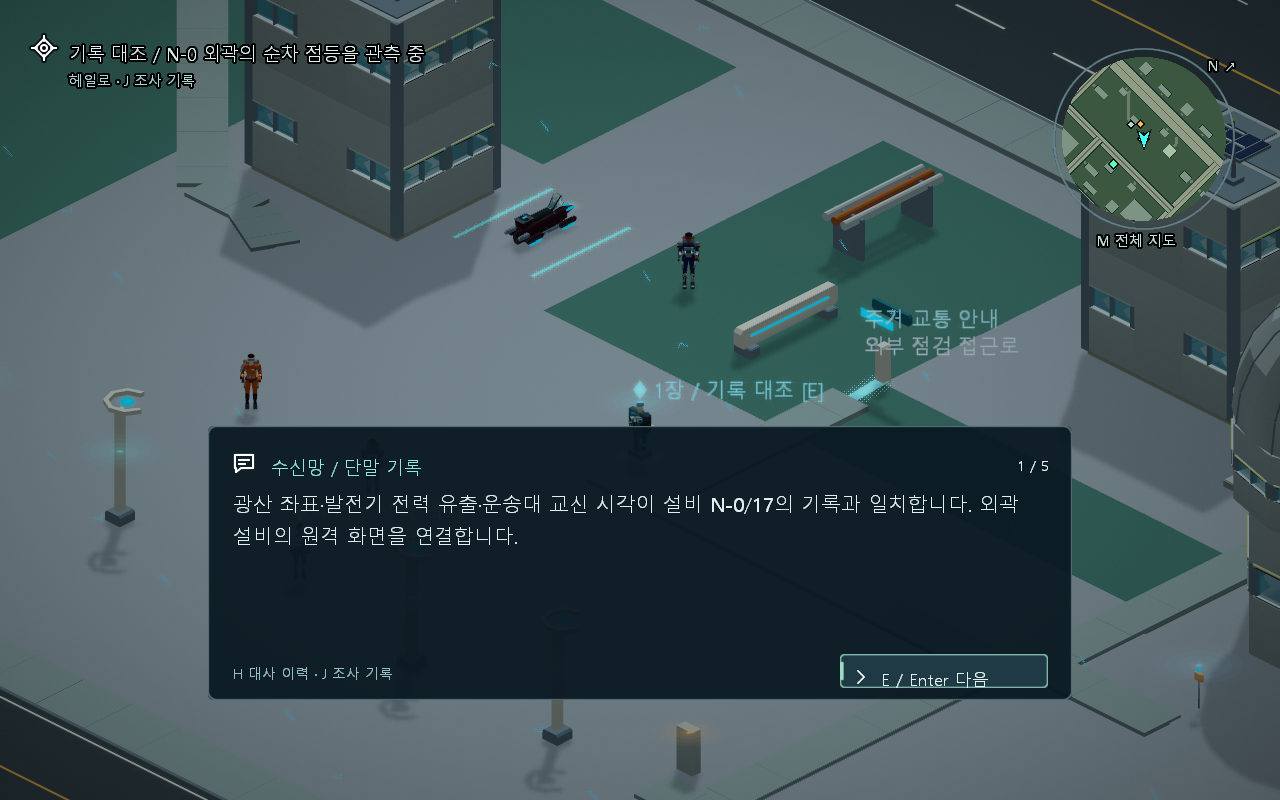 기록 대조 / N-0 외곽의 순차 점등을 관측 중
헤일로 · J 조사 기록
N ↗
M 전체 지도
주거 교통 안내
외부 점검 접근로
1장 / 기록 대조 [E]
수신망 / 단말 기록
1 / 5
광산 좌표·발전기 전력 유출·운송대 교신 시각이 설비 N-0/17의 기록과 일치합니다. 외곽
설비의 원격 화면을 연결합니다.
H 대사 이력 · J 조사 기록
E / Enter 다음